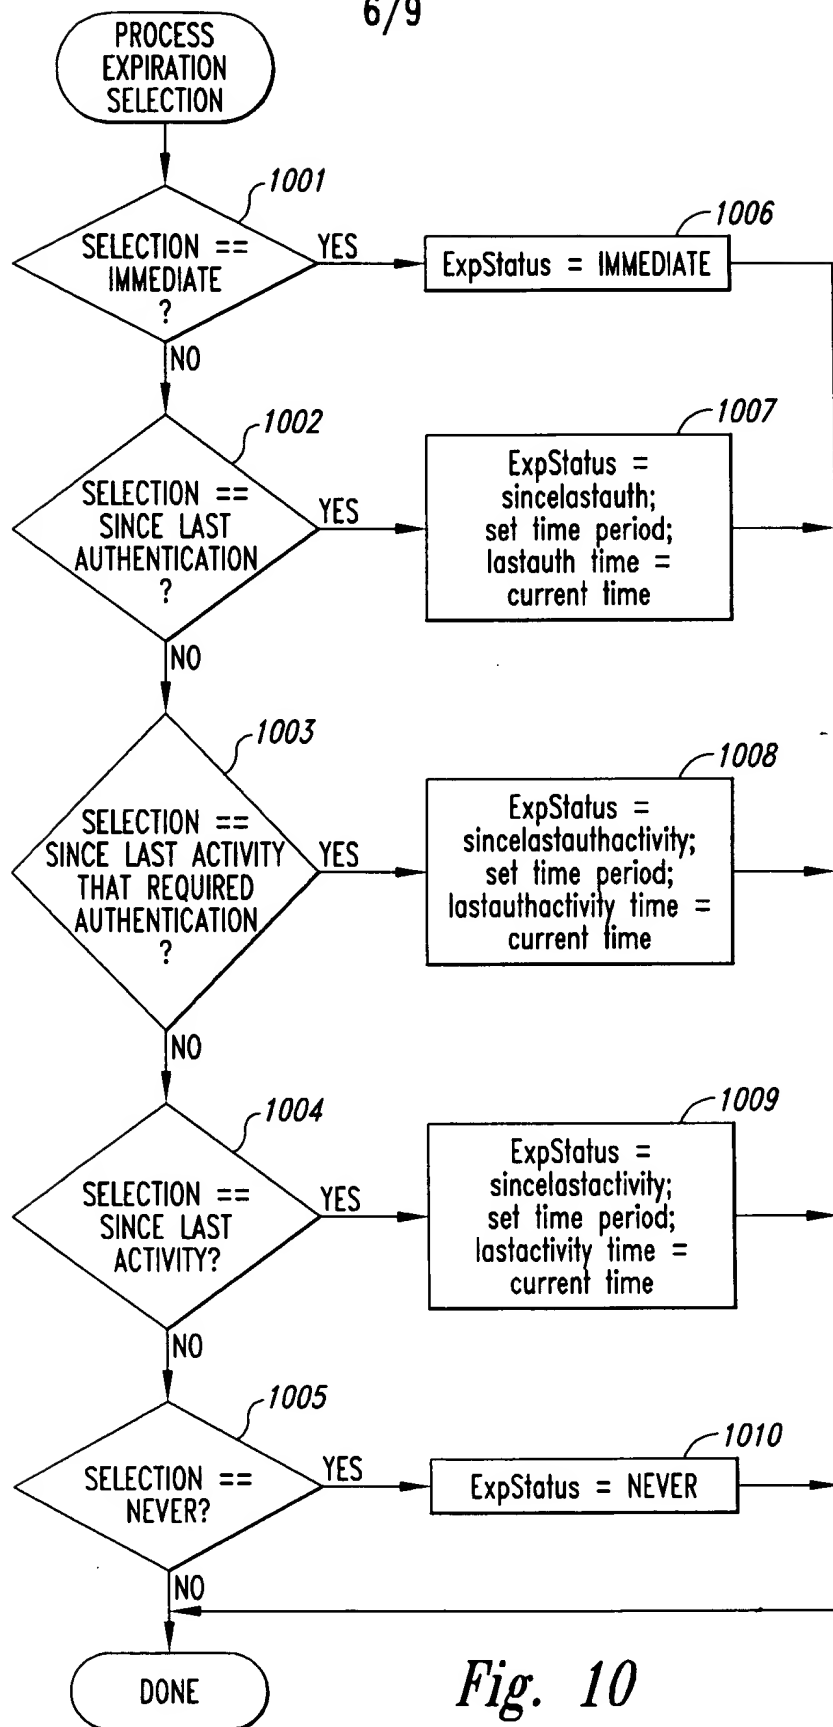 6/9
PROCESS
EXPIRATION
SELECTION
1001
SELECTION ==
IMMEDIATE
?
YES
1006
ExpStatus = IMMEDIATE
NO
1002
SELECTION ==
SINCE LAST
AUTHENTICATION
?
YES
1007
ExpStatus =
sincelastauth;
set time period;
lastauth time =
current time
NO
1003
SELECTION ==
SINCE LAST ACTIVITY
THAT REQUIRED
AUTHENTICATION
?
YES
1008
ExpStatus =
sincelastauthactivity;
set time period;
lastauthactivity time =
current time
NO
1004
SELECTION ==
SINCE LAST
ACTIVITY?
YES
1009
ExpStatus =
sincelastactivity;
set time period;
lastactivity time =
current time
NO
1005
SELECTION ==
NEVER?
YES
1010
ExpStatus = NEVER
NO
DONE
Fig. 10